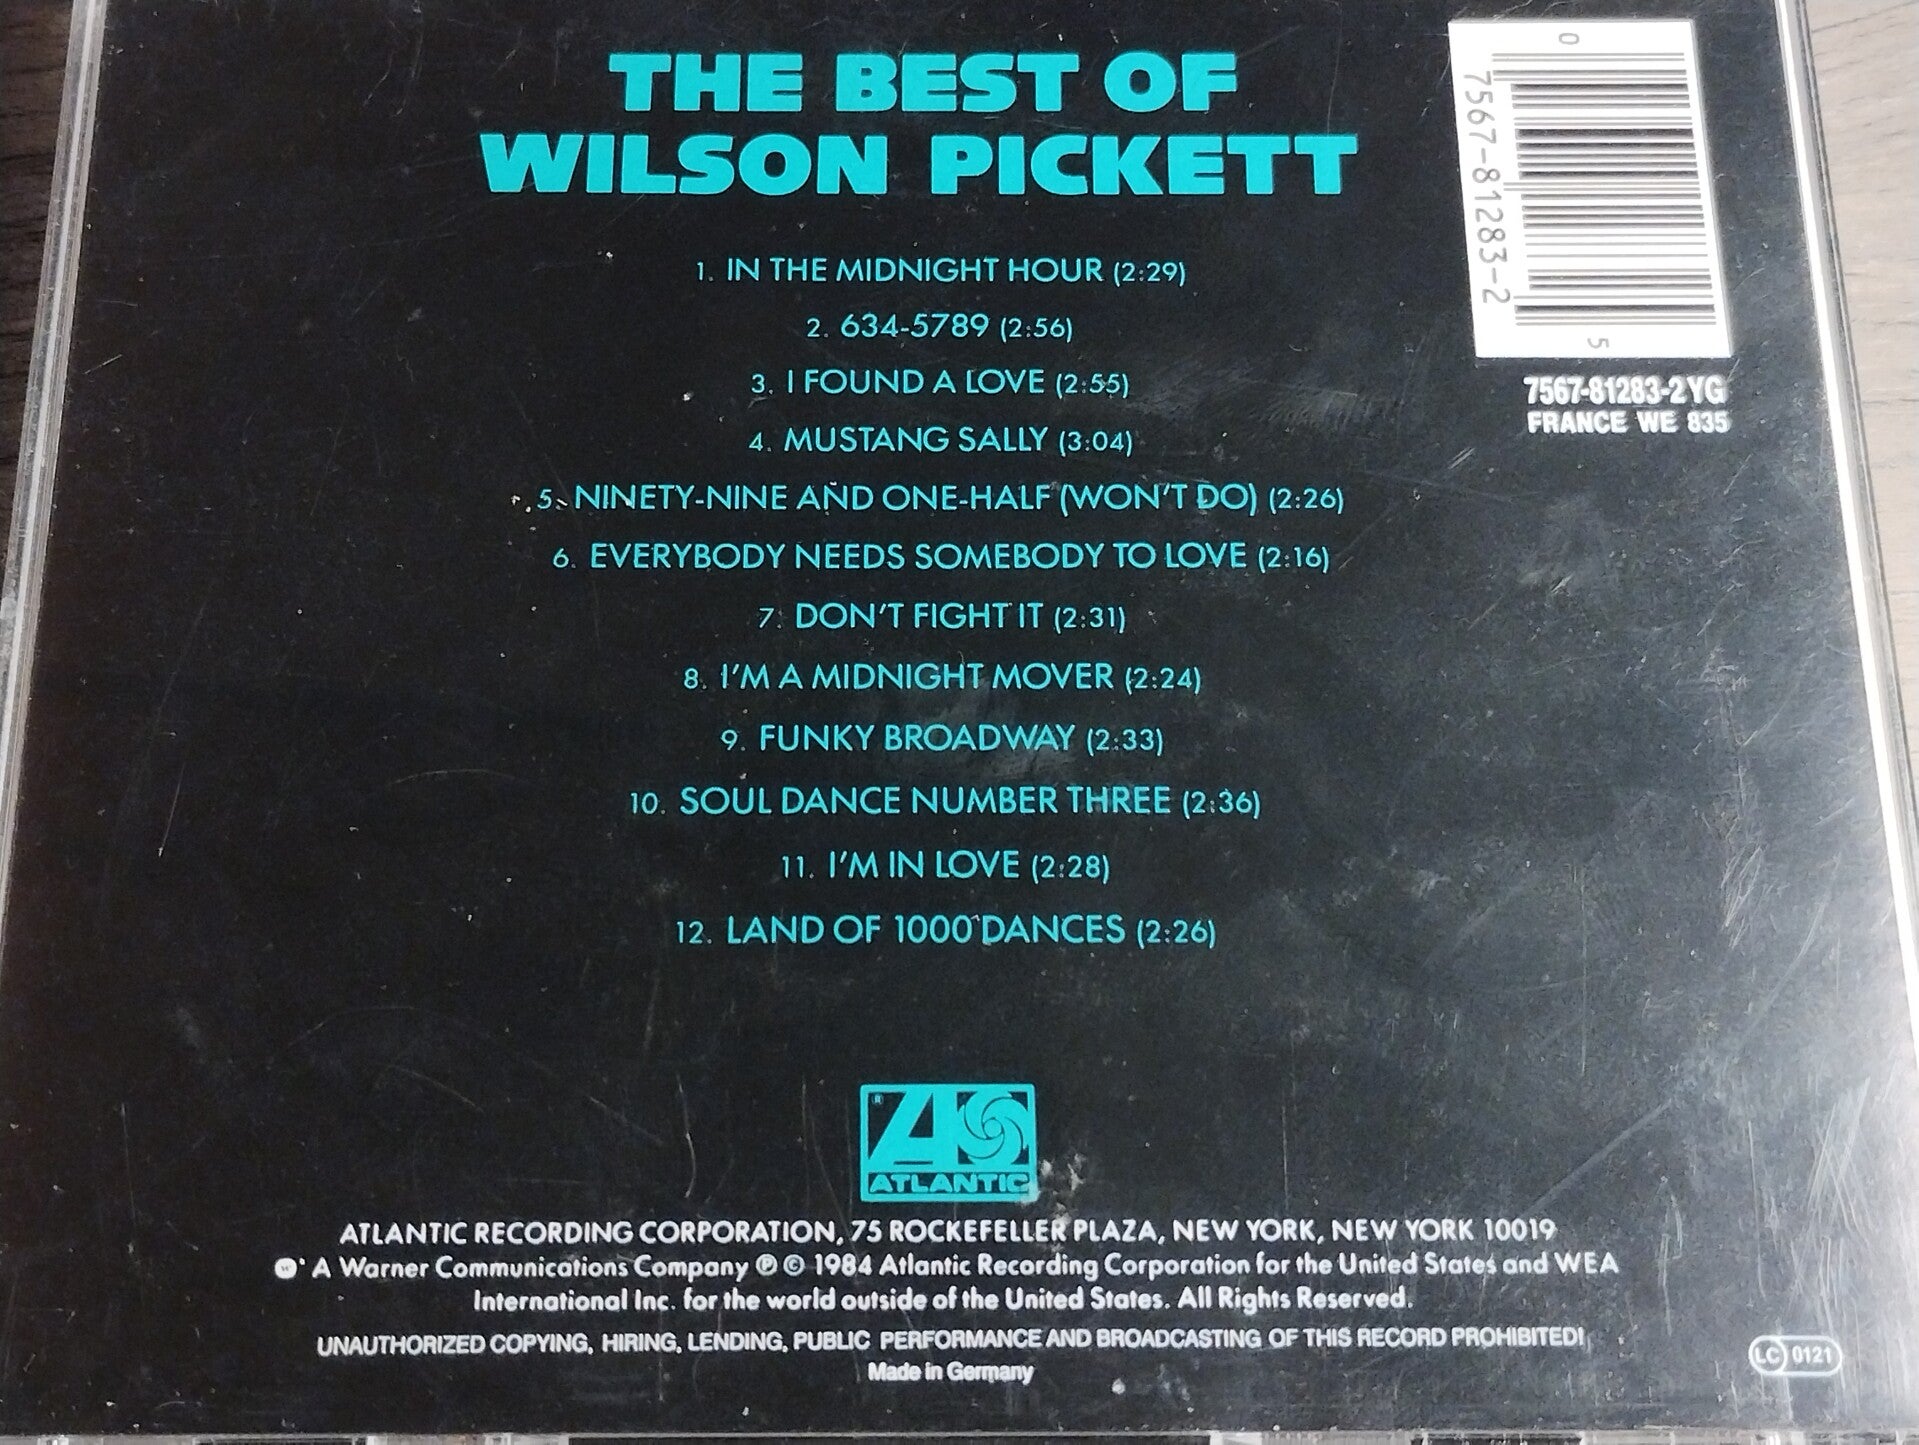 THE BEST OF
WILSON PICKETT
1. IN THE MIDNIGHT HOUR (2:29)
2. 634-5789 (2:56)
3. I FOUND A LOVE (2:55)
4. MUSTANG SALLY (3:04)
5. NINETY-NINE AND ONE-HALF (WON'T DO) (2:26)
6. EVERYBODY NEEDS SOMEBODY TO LOVE (2:16)
7. DON'T FIGHT IT (2:31)
8. I'M A MIDNIGHT MOVER (2:24)
9. FUNKY BROADWAY (2:33)
10. SOUL DANCE NUMBER THREE (2:36)
11. I'M IN LOVE (2:28)
12. LAND OF 1000 DANCES (2:26)
0
7567-81283-2
5
7567-81283-2 YG
FRANCE WE 835
® A
ATLANTIC
ATLANTIC RECORDING CORPORATION, 75 ROCKEFELLER PLAZA, NEW YORK, NEW YORK 10019
A Warner Communications Company ℗ © 1984 Atlantic Recording Corporation for the United States and WEA
International Inc. for the world outside of the United States. All Rights Reserved.
UNAUTHORIZED COPYING, HIRING, LENDING, PUBLIC PERFORMANCE AND BROADCASTING OF THIS RECORD PROHIBITED!
Made in Germany
LC 0121